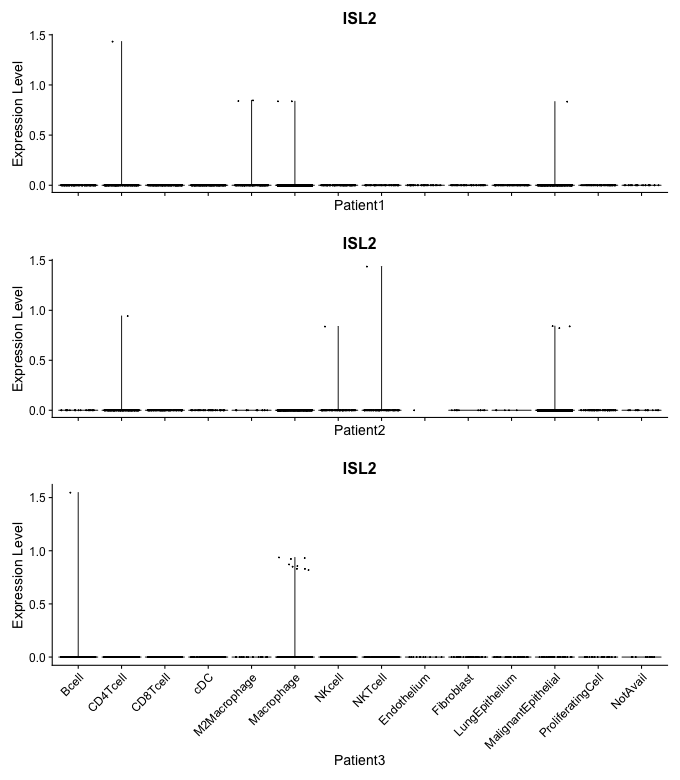 ISL2
Expression Level
1.5
1.0
0.5
0.0
Patient1
ISL2
Expression Level
1.5
1.0
0.5
0.0
Patient2
ISL2
Expression Level
1.5
1.0
0.5
0.0
Bcell
CD4Tcell
CD8Tcell
cDC
M2Macrophage
Macrophage
NKcell
NKTcell
Endothelium
Fibroblast
LungEpithelium
MalignantEpithelial
ProliferatingCell
NotAvail
Patient3